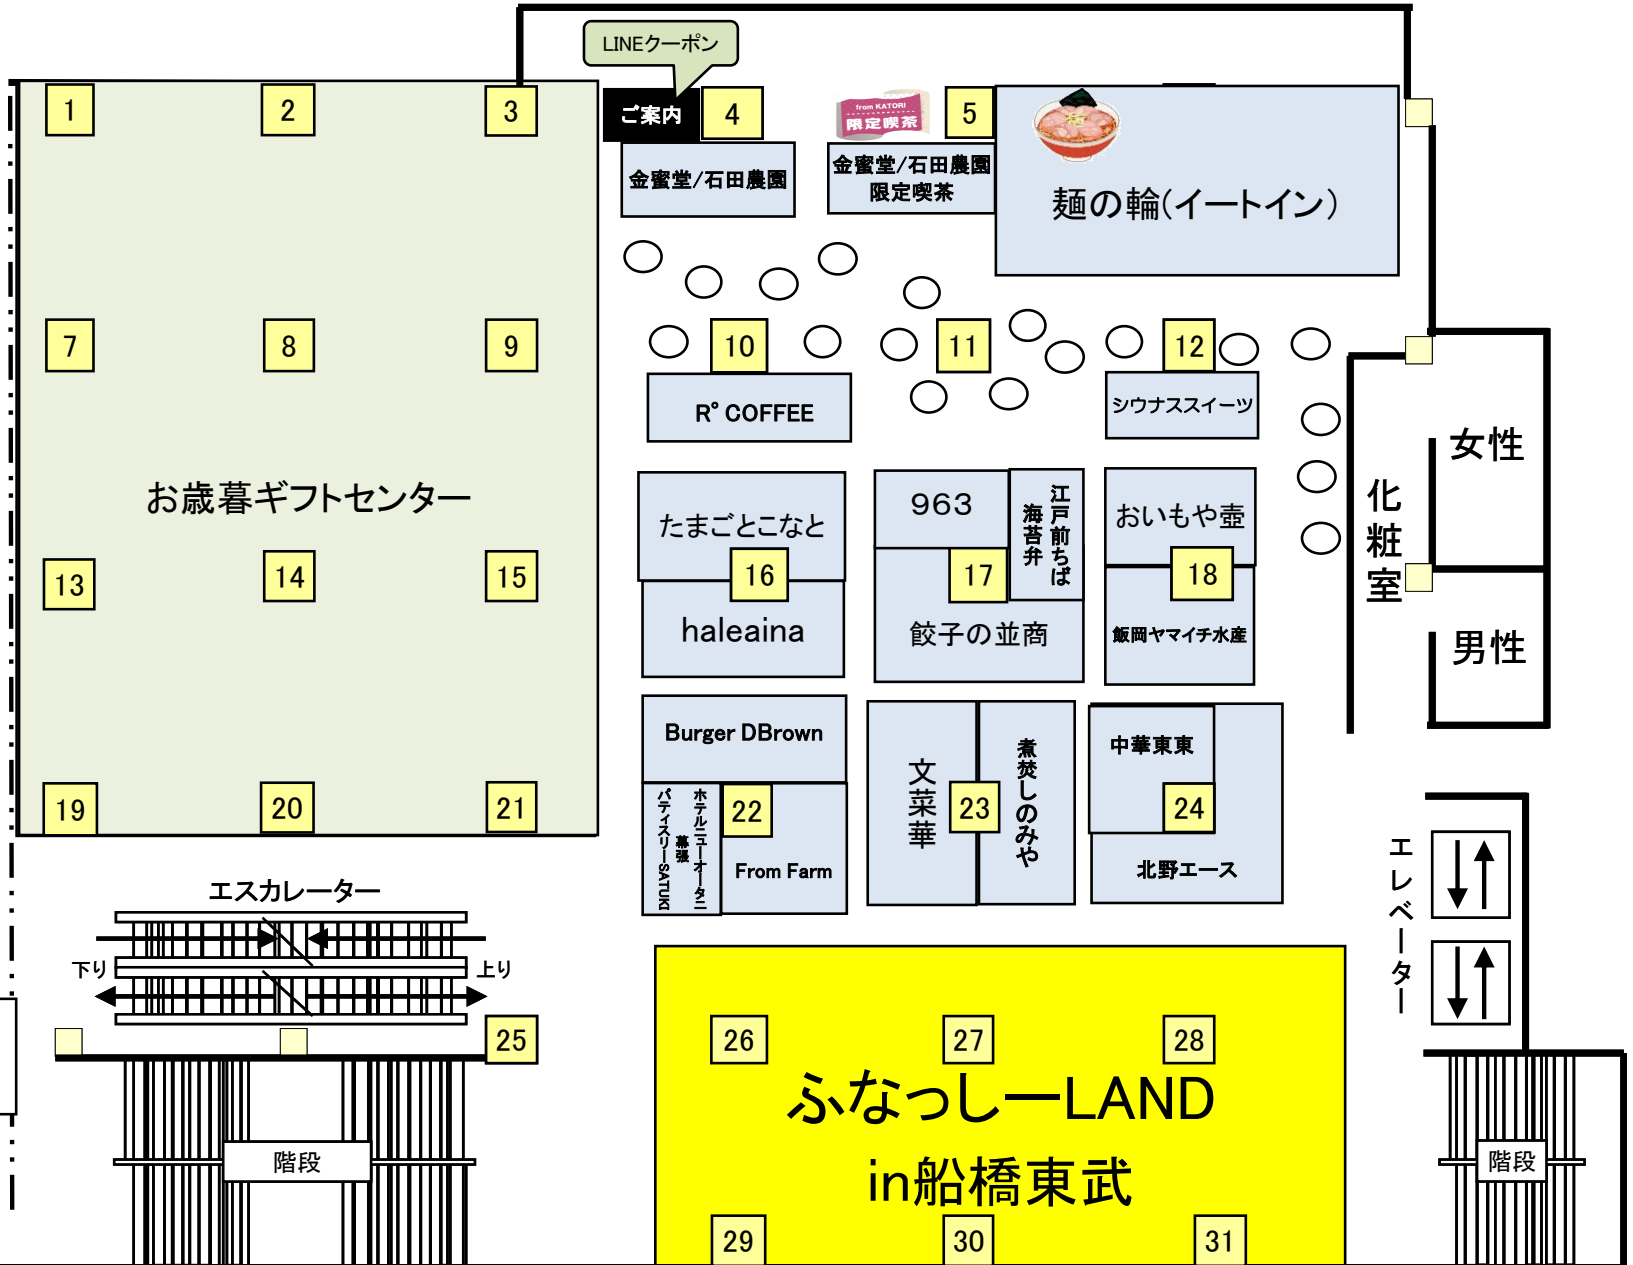 LINEクーポン
1
2
3
ご案内
4
from KATORI
限定喫茶
5
金蜜堂/石田農園
金蜜堂/石田農園
限定喫茶
麺の輪(イートイン)
7
8
9
10
11
12
R° COFFEE
シウナススイーツ
お歳暮ギフトセンター
たまごとこなと
963
江戸前ちば
海苔弁
おいもや壺
化粧室
女性
13
14
15
16
17
18
haleaina
餃子の並商
飯岡ヤマイチ水産
男性
Burger DBrown
文菜華
煮焚しのみや
中華東東
19
20
21
22
23
24
ホテルニューオータニ
幕張
パティスリーSATUKI
From Farm
北野エース
エレベーター
エスカレーター
下り
上り
25
26
27
28
ふなっしーLAND
in船橋東武
階段
階段
29
30
31